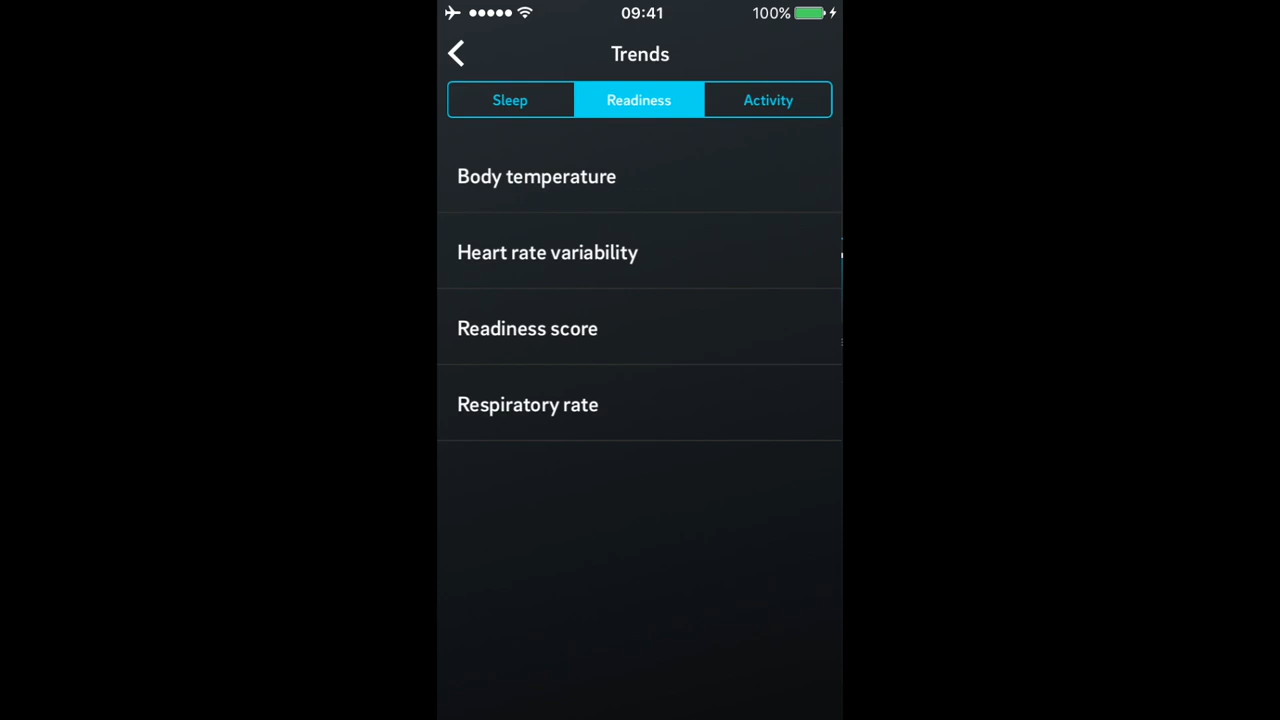 09:41 100%
Trends
Sleep Readiness Activity
Body temperature
Heart rate variability
Readiness score
Respiratory rate